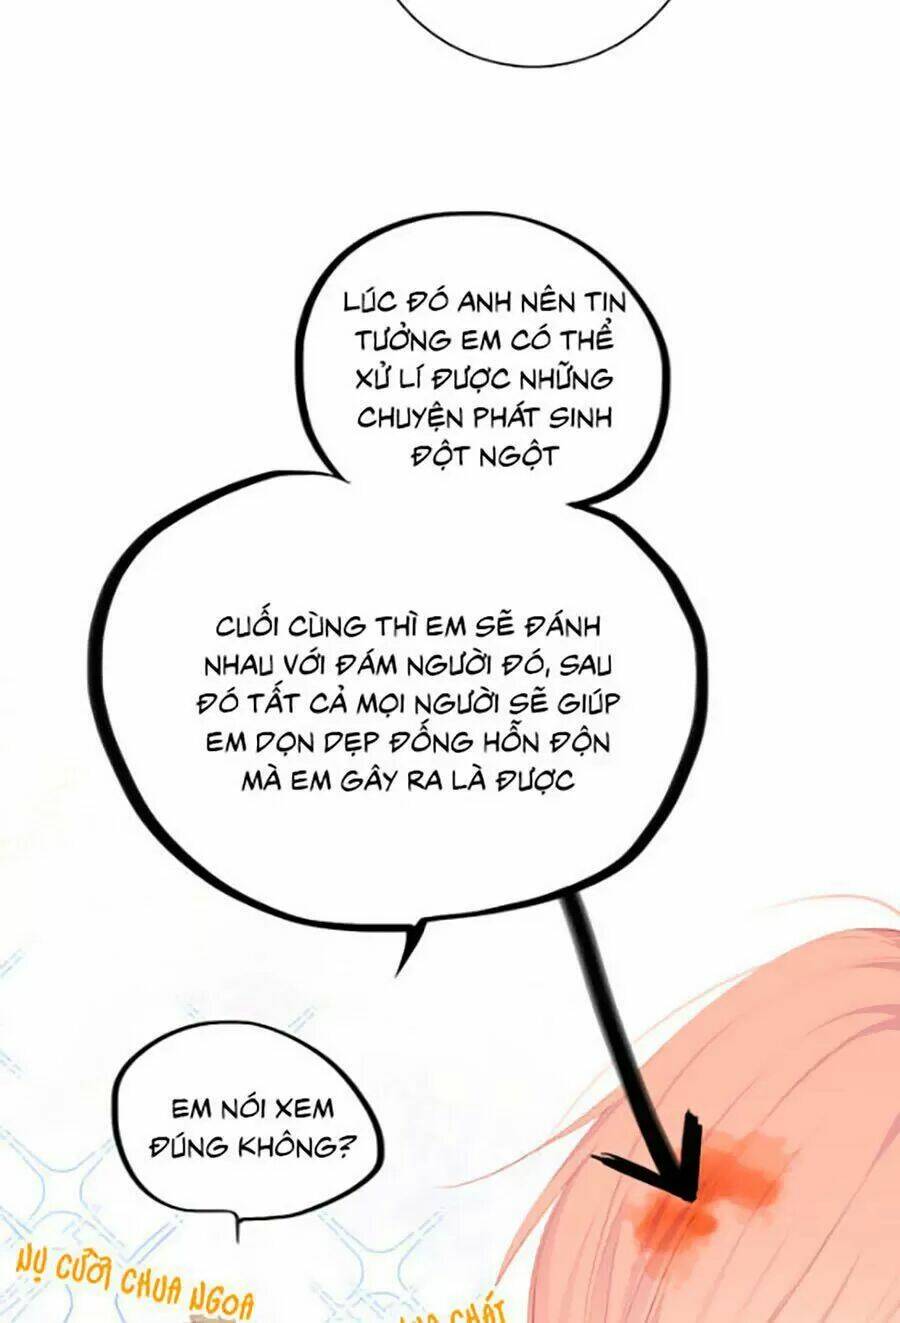 LÚC ĐÓ ANH NÊN TIN
TƯỞNG EM CÓ THỂ
XỬ LÍ ĐƯỢC NHỮNG
CHUYỆN PHÁT SINH
ĐỘT NGỘT
CUỐI CÙNG THÌ EM SẼ ĐÁNH
NHAU VỚI ĐÁM NGƯỜI ĐÓ, SAU
ĐÓ TẤT CẢ MỌI NGƯỜI SẼ GIÚP
EM DỌN DẸP ĐỐNG HỖN ĐỘN
MÀ EM GÂY RA LÀ ĐƯỢC
EM NÓI XEM
ĐÚNG KHÔNG?
NỤ CƯỜI CHUA NGOA
CHÁT